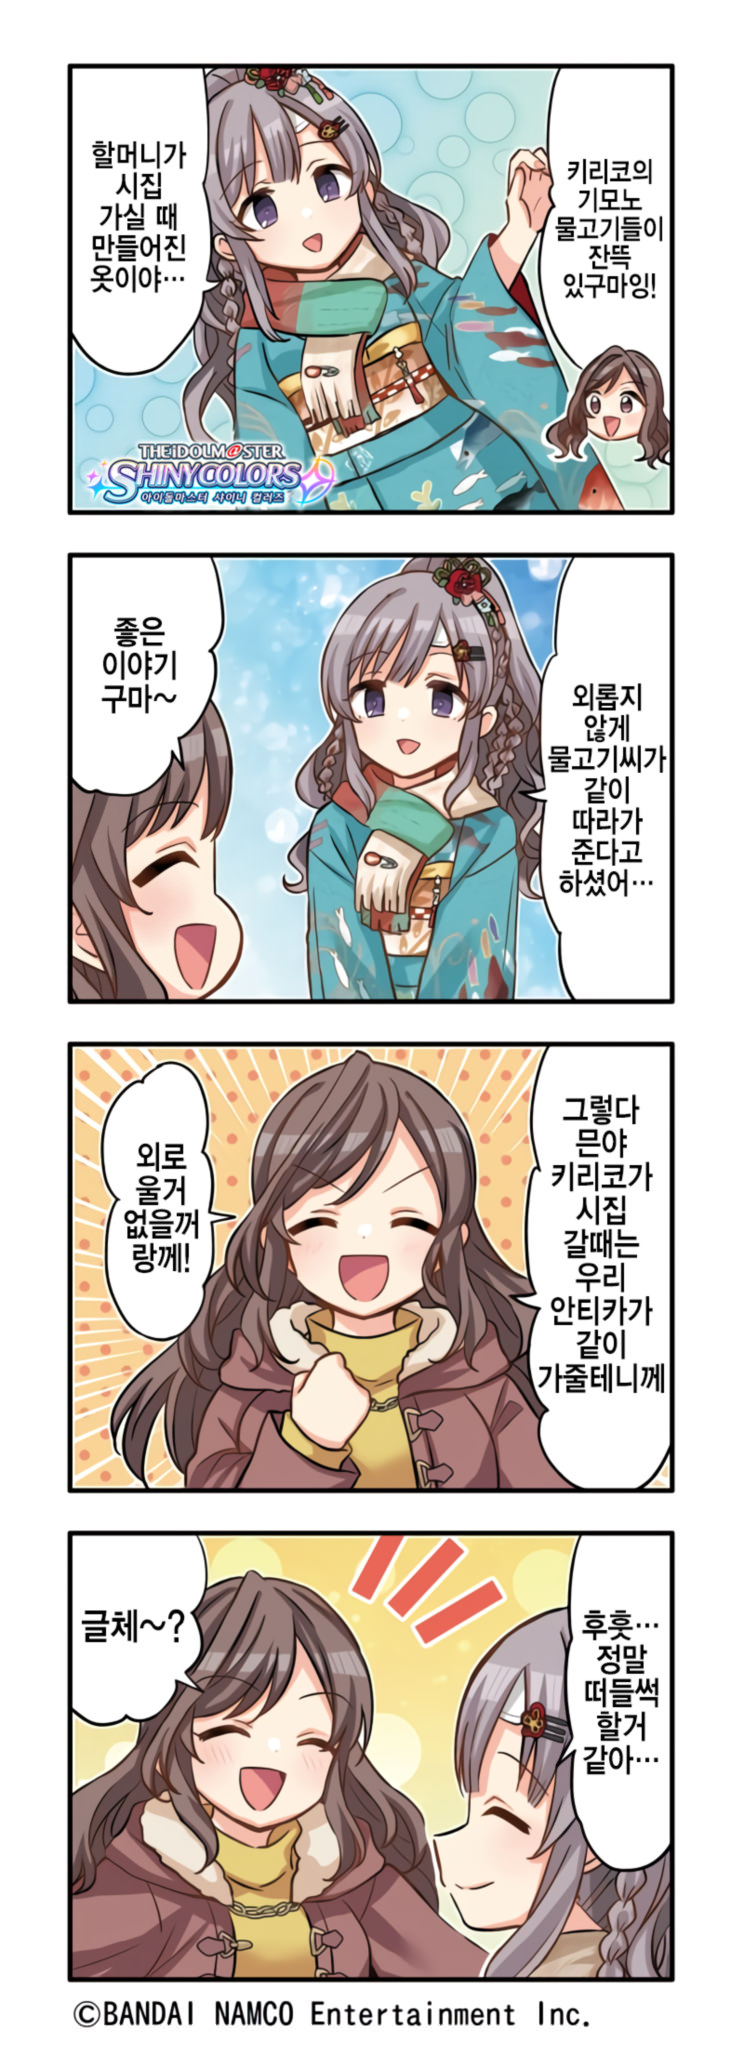 키리코의
기모노
물고기들이
잔뜩
있구마잉!
할머니가
시집
가실 때
만들어진
옷이야…
THE iDOLM@STER
SHINYCOLORS
아이돌마스터 샤이니 컬러즈
외롭지
않게
물고기씨가
같이
따라가
준다고
하셨어…
좋은
이야기
구마~
그렇다
믄야
키리코가
시집
갈때는
우리
안티카가
같이
가줄테니께
외로
울거
없을꺼
랑께!
후훗…
정말
떠들썩
할거
같아…
글체~?
©BANDAI NAMCO Entertainment Inc.